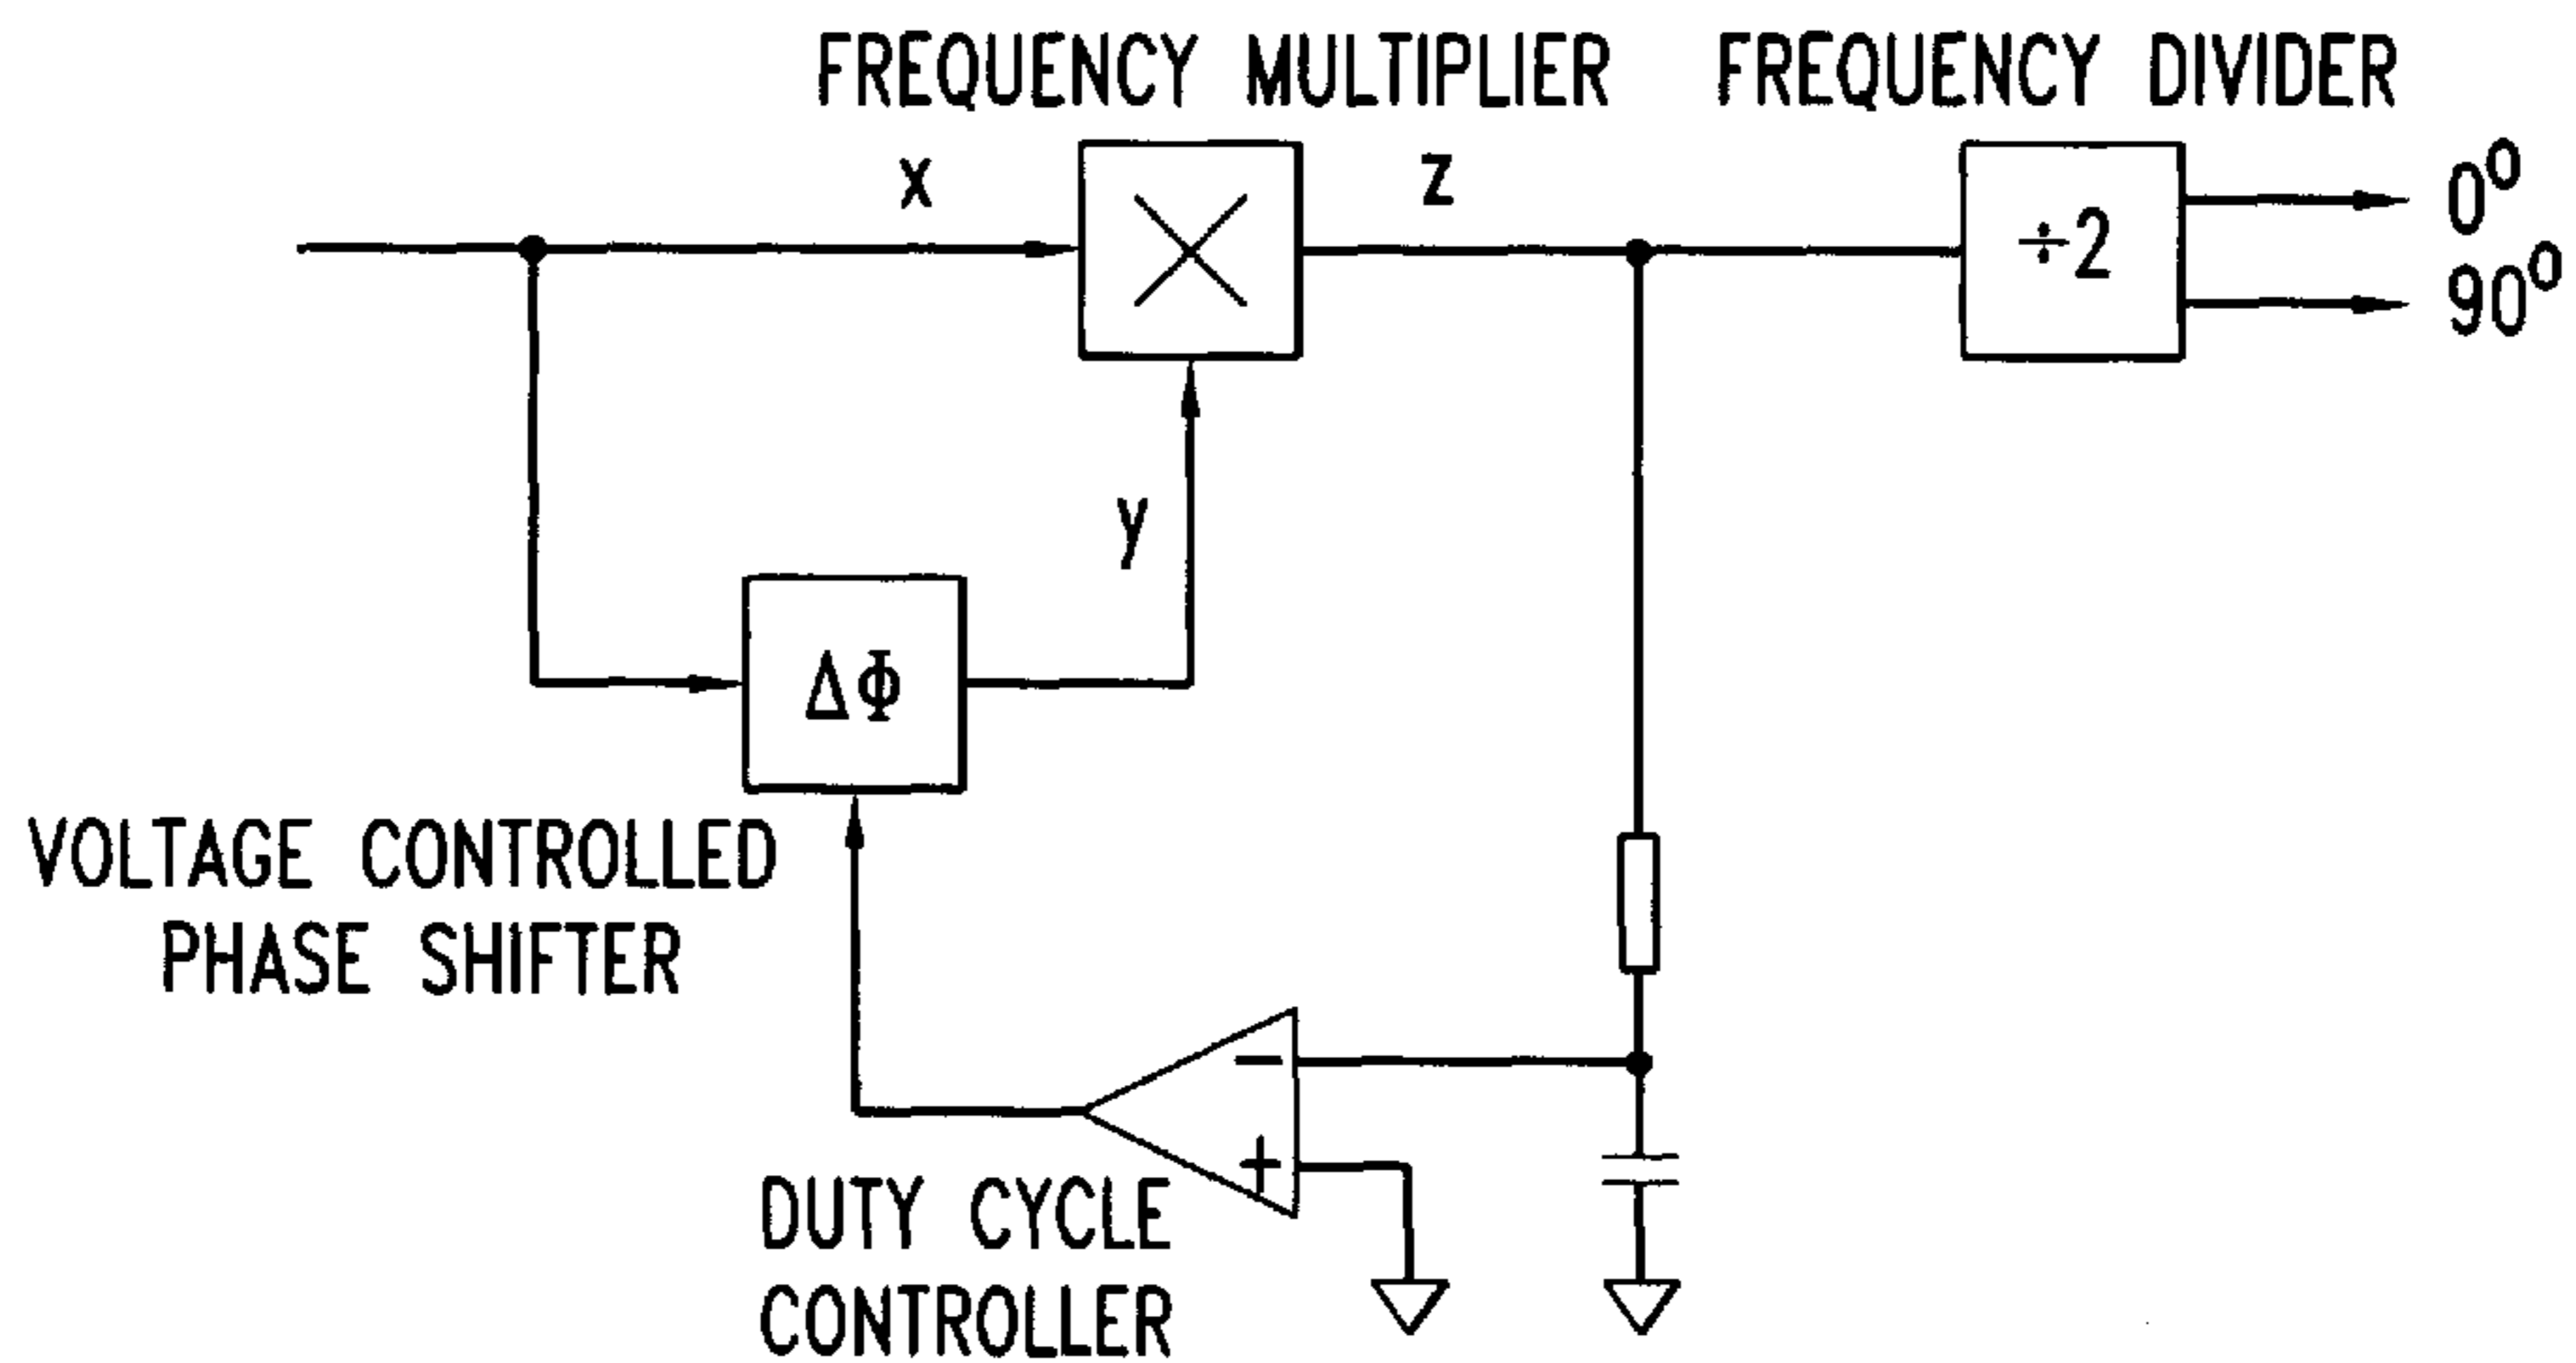 FREQUENCY MULTIPLIER
FREQUENCY DIVIDER
x
z
÷2
0°
90°
y
ΔΦ
VOLTAGE CONTROLLED
PHASE SHIFTER
−
+
DUTY CYCLE
CONTROLLER